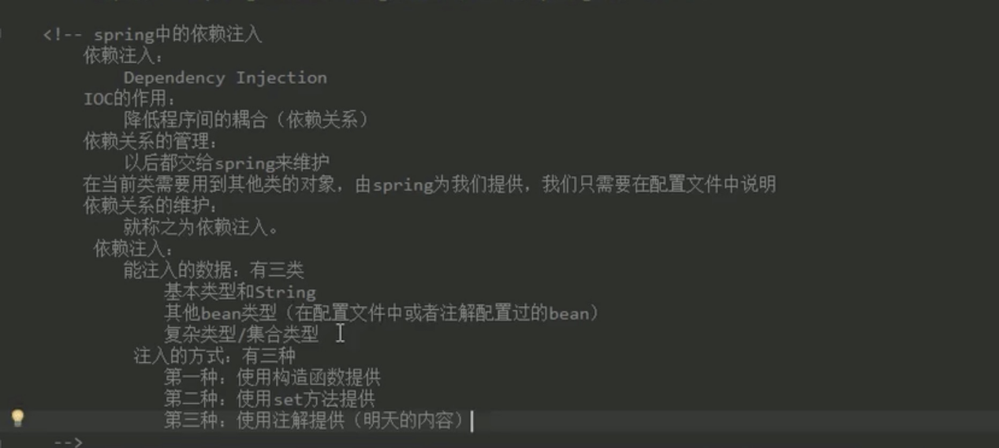 <!-- spring中的依赖注入
依赖注入：
Dependency Injection
IOC的作用：
降低程序间的耦合（依赖关系）
依赖关系的管理：
以后都交给spring来维护
在当前类需要用到其他类的对象，由spring为我们提供，我们只需要在配置文件中说明
依赖关系的维护：
就称之为依赖注入。
依赖注入：
能注入的数据：有三类
基本类型和String
其他bean类型（在配置文件中或者注解配置过的bean）
复杂类型/集合类型
注入的方式：有三种
第一种：使用构造函数提供
第二种：使用set方法提供
第三种：使用注解提供（明天的内容）
-->